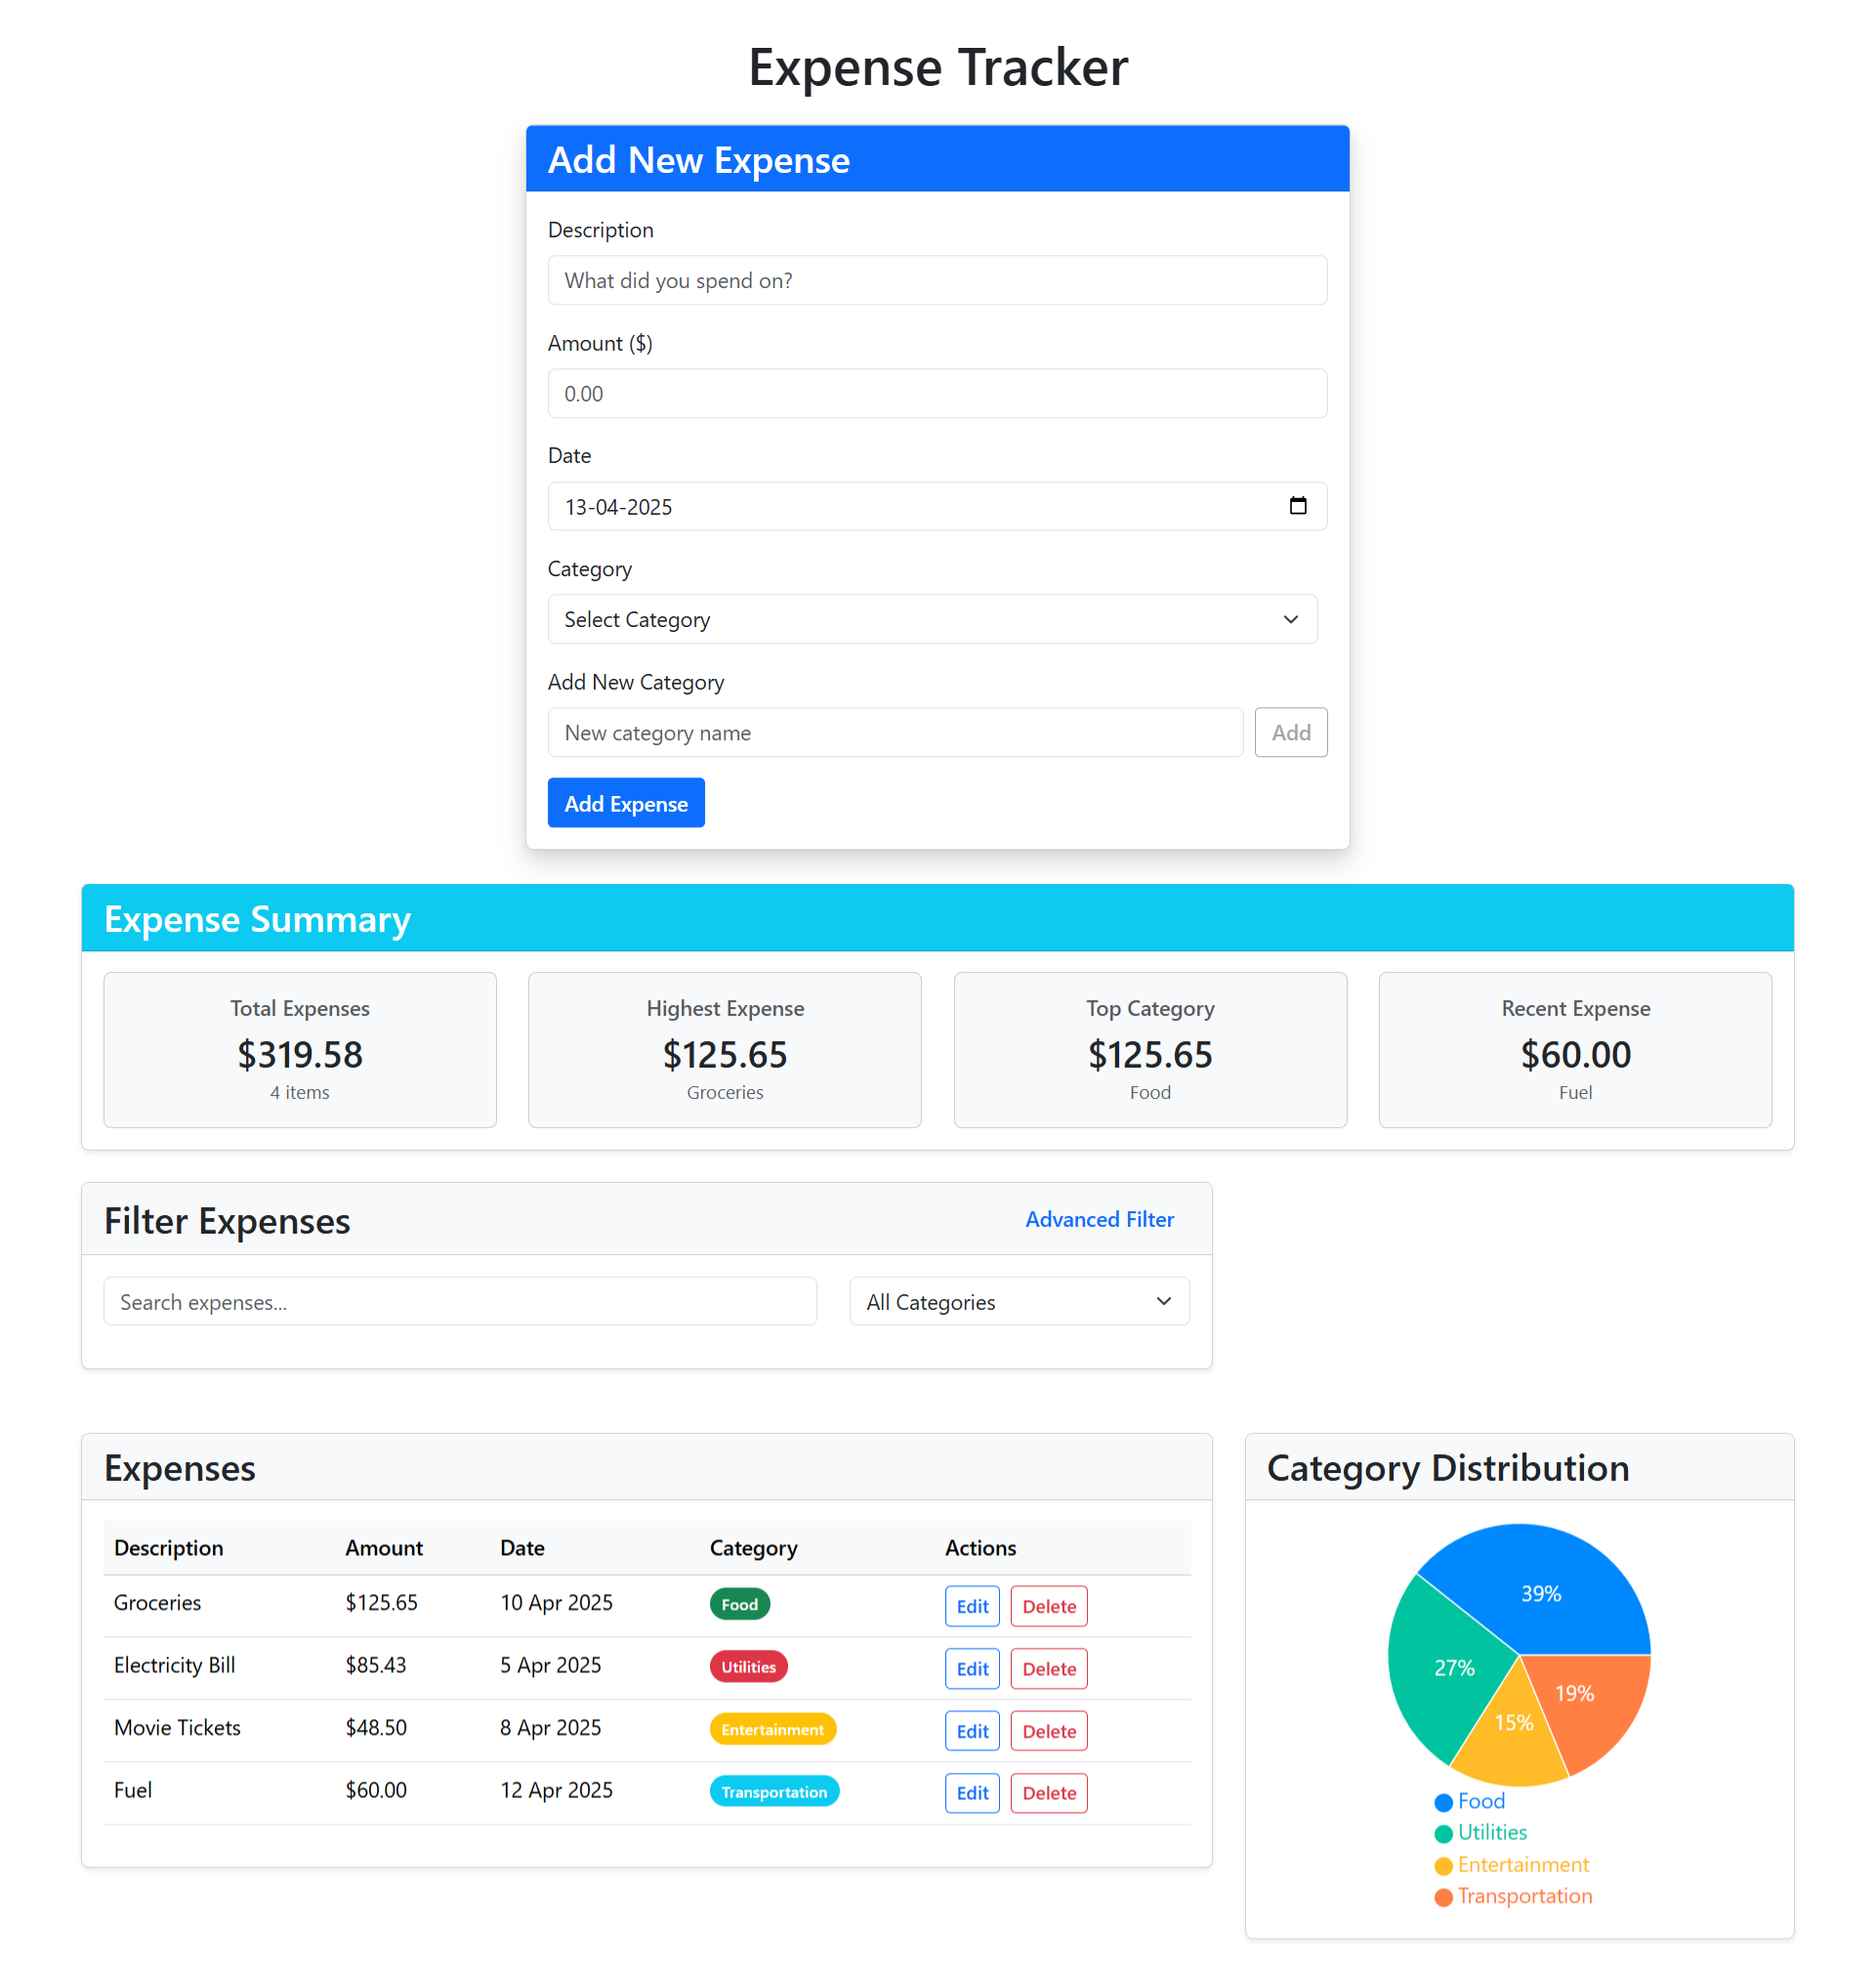 Expense Tracker
Add New Expense
Description
What did you spend on?
Amount ($)
0.00
Date
13-04-2025
Category
Select Category
Add New Category
New category name
Add
Add Expense
Expense Summary
Total Expenses
$319.58
4 items
Highest Expense
$125.65
Groceries
Top Category
$125.65
Food
Recent Expense
$60.00
Fuel
Filter Expenses
Advanced Filter
Search expenses...
All Categories
Expenses
Description Amount Date Category Actions
Groceries $125.65 10 Apr 2025 Food Edit Delete
Electricity Bill $85.43 5 Apr 2025 Utilities Edit Delete
Movie Tickets $48.50 8 Apr 2025 Entertainment Edit Delete
Fuel $60.00 12 Apr 2025 Transportation Edit Delete
Category Distribution
39%
27%
19%
15%
Food
Utilities
Entertainment
Transportation